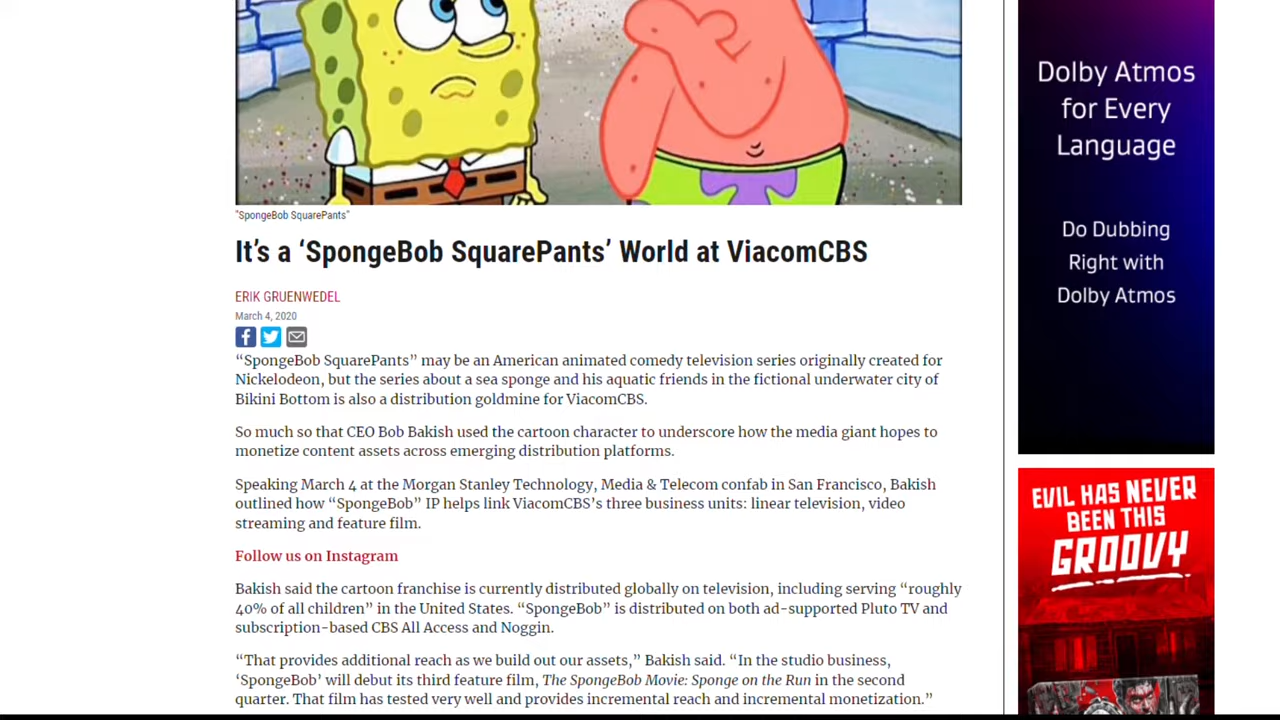 "SpongeBob SquarePants"
It's a ‘SpongeBob SquarePants’ World at ViacomCBS
ERIK GRUENWEDEL
March 4, 2020
“SpongeBob SquarePants” may be an American animated comedy television series originally created for
Nickelodeon, but the series about a sea sponge and his aquatic friends in the fictional underwater city of
Bikini Bottom is also a distribution goldmine for ViacomCBS.
So much so that CEO Bob Bakish used the cartoon character to underscore how the media giant hopes to
monetize content assets across emerging distribution platforms.
Speaking March 4 at the Morgan Stanley Technology, Media & Telecom confab in San Francisco, Bakish
outlined how “SpongeBob” IP helps link ViacomCBS’s three business units: linear television, video
streaming and feature film.
Follow us on Instagram
Bakish said the cartoon franchise is currently distributed globally on television, including serving “roughly
40% of all children” in the United States. “SpongeBob” is distributed on both ad-supported Pluto TV and
subscription-based CBS All Access and Noggin.
“That provides additional reach as we build out our assets,” Bakish said. “In the studio business,
‘SpongeBob’ will debut its third feature film, The SpongeBob Movie: Sponge on the Run in the second
quarter. That film has tested very well and provides incremental reach and incremental monetization.”
Dolby Atmos
for Every
Language
Do Dubbing
Right with
Dolby Atmos
EVIL HAS NEVER
BEEN THIS
GROOVY